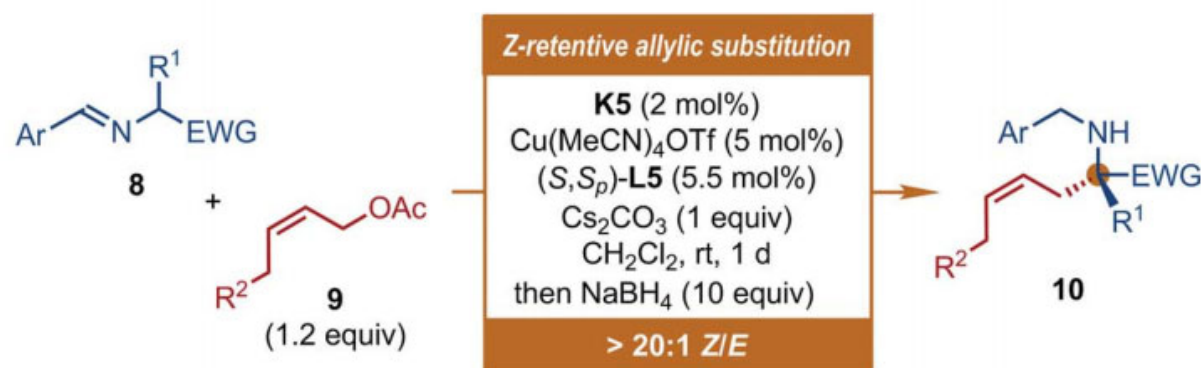 Z-retentive allylic substitution
R¹
Ar
N
EWG
8
+
OAc
R²
9
(1.2 equiv)
K5 (2 mol%)
Cu(MeCN)₄OTf (5 mol%)
(S,Sₚ)-L5 (5.5 mol%)
Cs₂CO₃ (1 equiv)
CH₂Cl₂, rt, 1 d
then NaBH₄ (10 equiv)
> 20:1 Z/E
Ar
NH
EWG
R¹
R²
10